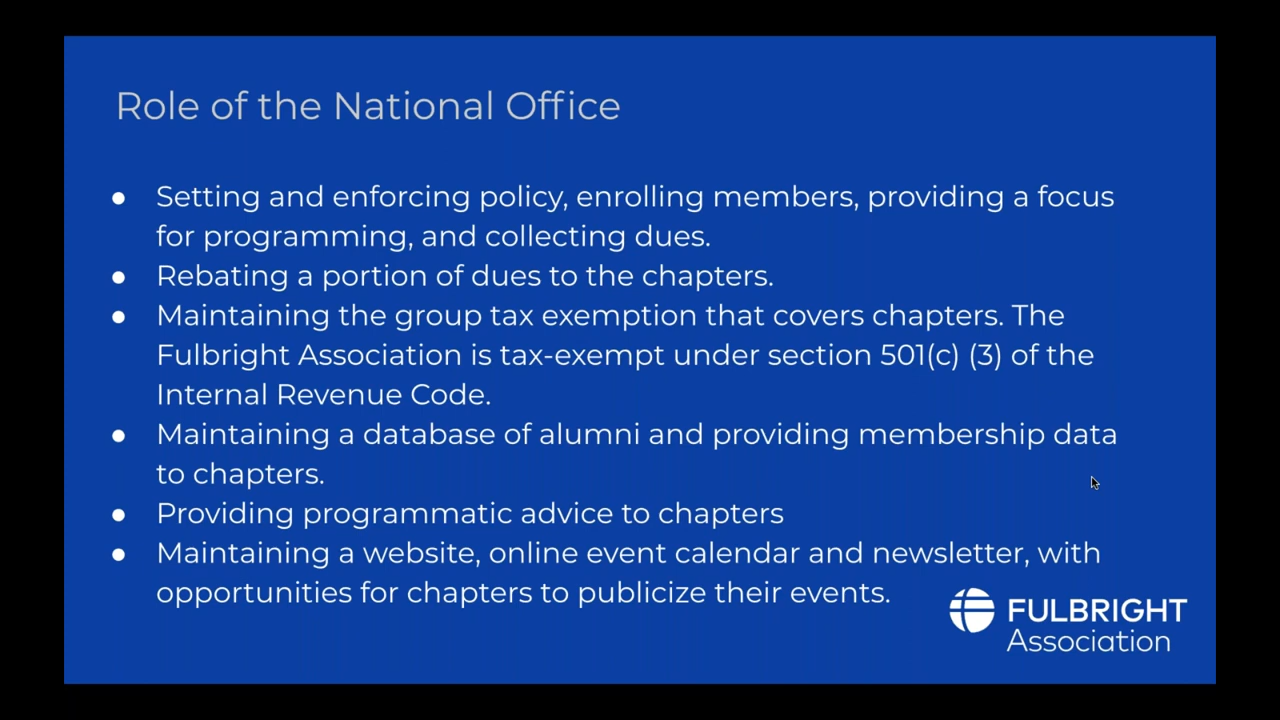 Role of the National Office
● Setting and enforcing policy, enrolling members, providing a focus
for programming, and collecting dues.
● Rebating a portion of dues to the chapters.
● Maintaining the group tax exemption that covers chapters. The
Fulbright Association is tax-exempt under section 501(c) (3) of the
Internal Revenue Code.
● Maintaining a database of alumni and providing membership data
to chapters.
● Providing programmatic advice to chapters
● Maintaining a website, online event calendar and newsletter, with
opportunities for chapters to publicize their events.
FULBRIGHT
Association